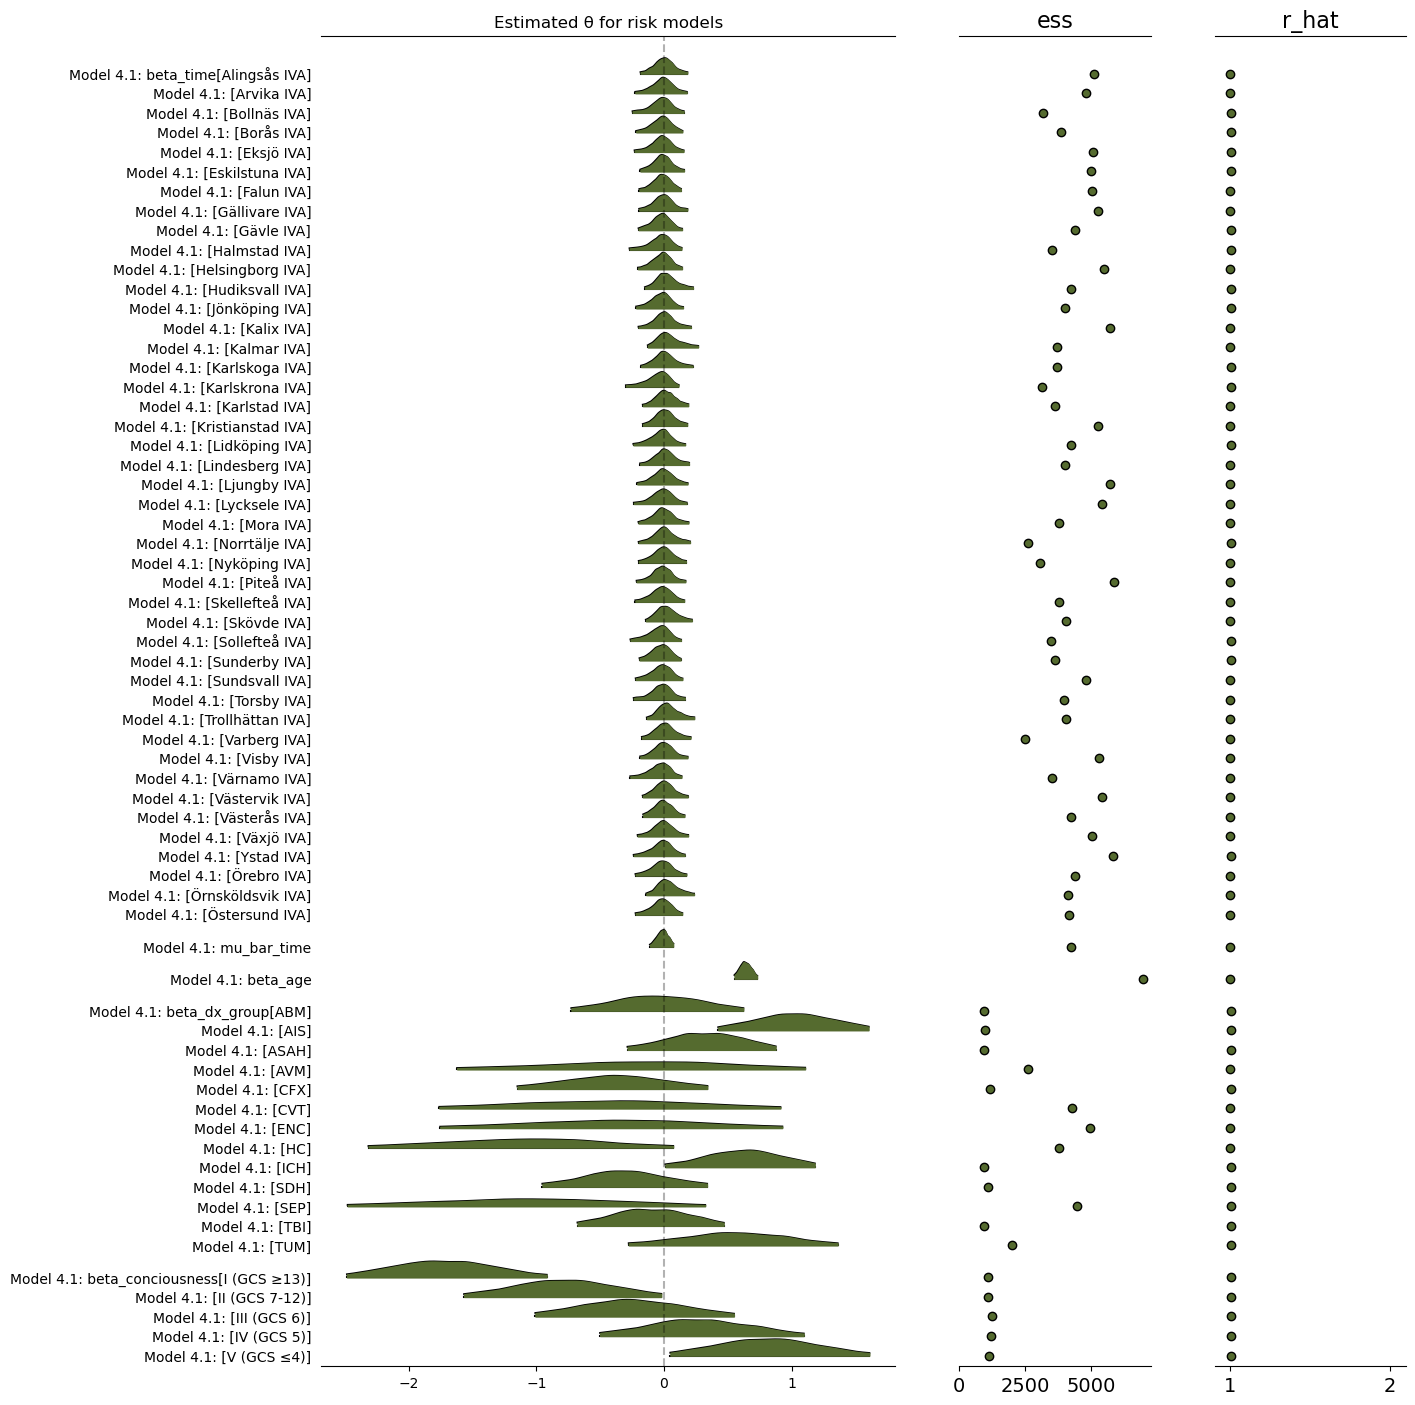 Estimated θ for risk models
ess
r_hat
Model 4.1: beta_time[Alingsås IVA]
Model 4.1: [Arvika IVA]
Model 4.1: [Bollnäs IVA]
Model 4.1: [Borås IVA]
Model 4.1: [Eksjö IVA]
Model 4.1: [Eskilstuna IVA]
Model 4.1: [Falun IVA]
Model 4.1: [Gällivare IVA]
Model 4.1: [Gävle IVA]
Model 4.1: [Halmstad IVA]
Model 4.1: [Helsingborg IVA]
Model 4.1: [Hudiksvall IVA]
Model 4.1: [Jönköping IVA]
Model 4.1: [Kalix IVA]
Model 4.1: [Kalmar IVA]
Model 4.1: [Karlskoga IVA]
Model 4.1: [Karlskrona IVA]
Model 4.1: [Karlstad IVA]
Model 4.1: [Kristianstad IVA]
Model 4.1: [Lidköping IVA]
Model 4.1: [Lindesberg IVA]
Model 4.1: [Ljungby IVA]
Model 4.1: [Lycksele IVA]
Model 4.1: [Mora IVA]
Model 4.1: [Norrtälje IVA]
Model 4.1: [Nyköping IVA]
Model 4.1: [Piteå IVA]
Model 4.1: [Skellefteå IVA]
Model 4.1: [Skövde IVA]
Model 4.1: [Sollefteå IVA]
Model 4.1: [Sunderby IVA]
Model 4.1: [Sundsvall IVA]
Model 4.1: [Torsby IVA]
Model 4.1: [Trollhättan IVA]
Model 4.1: [Varberg IVA]
Model 4.1: [Visby IVA]
Model 4.1: [Värnamo IVA]
Model 4.1: [Västervik IVA]
Model 4.1: [Västerås IVA]
Model 4.1: [Växjö IVA]
Model 4.1: [Ystad IVA]
Model 4.1: [Örebro IVA]
Model 4.1: [Örnsköldsvik IVA]
Model 4.1: [Östersund IVA]
Model 4.1: mu_bar_time
Model 4.1: beta_age
Model 4.1: beta_dx_group[ABM]
Model 4.1: [AIS]
Model 4.1: [ASAH]
Model 4.1: [AVM]
Model 4.1: [CFX]
Model 4.1: [CVT]
Model 4.1: [ENC]
Model 4.1: [HC]
Model 4.1: [ICH]
Model 4.1: [SDH]
Model 4.1: [SEP]
Model 4.1: [TBI]
Model 4.1: [TUM]
Model 4.1: beta_conciousness[I (GCS ≥13)]
Model 4.1: [II (GCS 7-12)]
Model 4.1: [III (GCS 6)]
Model 4.1: [IV (GCS 5)]
Model 4.1: [V (GCS ≤4)]
−2 −1 0 1
0 2500 5000
1 2